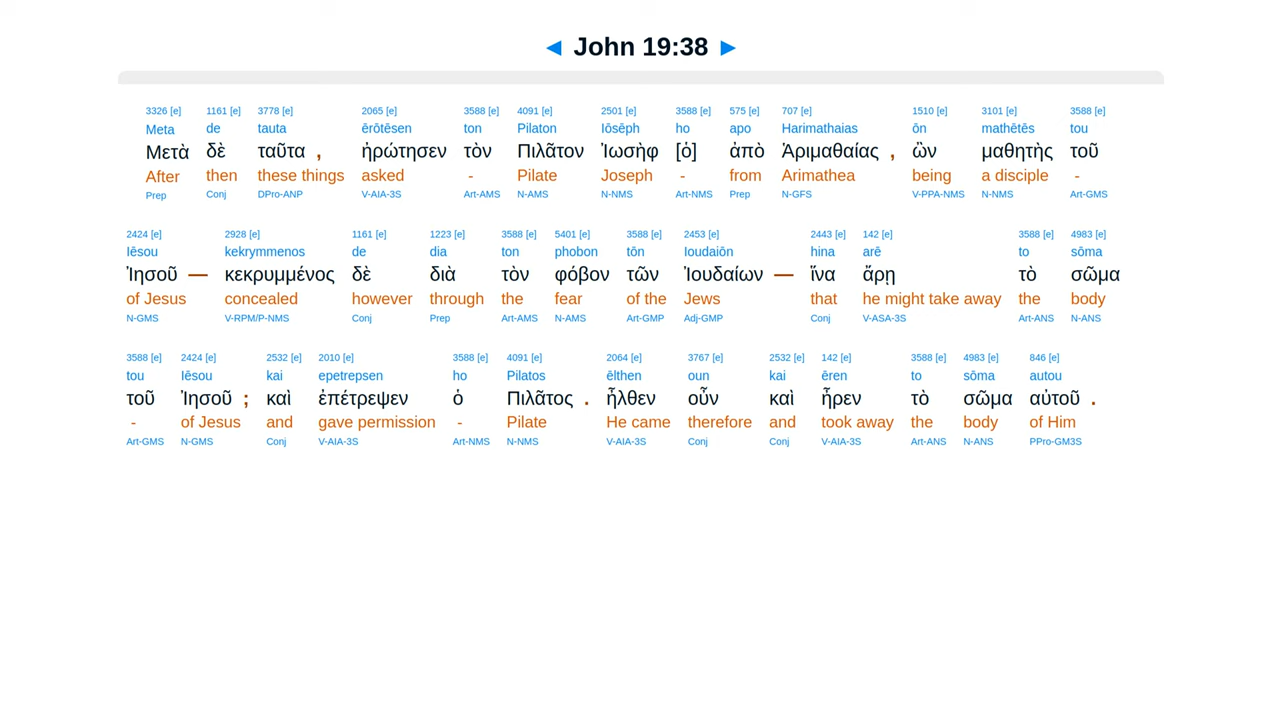 ◄ John 19:38 ►
3326 [e] 1161 [e] 3778 [e] 2065 [e] 3588 [e] 4091 [e] 2501 [e] 3588 [e] 575 [e] 707 [e] 1510 [e] 3101 [e] 3588 [e]
Meta de tauta ērōtēsen ton Pilaton Iōsēph ho apo Harimathaias ōn mathētēs tou
Μετὰ δὲ ταῦτα , ἠρώτησεν τὸν Πιλᾶτον Ἰωσὴφ [ὁ] ἀπὸ Ἁριμαθαίας , ὢν μαθητὴς τοῦ
After then these things asked - Pilate Joseph - from Arimathea being a disciple -
Prep Conj DPro-ANP V-AIA-3S Art-AMS N-AMS N-NMS Art-NMS Prep N-GFS V-PPA-NMS N-NMS Art-GMS
2424 [e] 2928 [e] 1161 [e] 1223 [e] 3588 [e] 5401 [e] 3588 [e] 2453 [e] 2443 [e] 142 [e] 3588 [e] 4983 [e]
Iēsou kekrymmenos de dia ton phobon tōn Ioudaiōn hina arē to sōma
Ἰησοῦ — κεκρυμμένος δὲ διὰ τὸν φόβον τῶν Ἰουδαίων — ἵνα ἄρῃ τὸ σῶμα
of Jesus concealed however through the fear of the Jews that he might take away the body
N-GMS V-RPM/P-NMS Conj Prep Art-AMS N-AMS Art-GMP Adj-GMP Conj V-ASA-3S Art-ANS N-ANS
3588 [e] 2424 [e] 2532 [e] 2010 [e] 3588 [e] 4091 [e] 2064 [e] 3767 [e] 2532 [e] 142 [e] 3588 [e] 4983 [e] 846 [e]
tou Iēsou kai epetrepsen ho Pilatos ēlthen oun kai ēren to sōma autou
τοῦ Ἰησοῦ ; καὶ ἐπέτρεψεν ὁ Πιλᾶτος . ἦλθεν οὖν καὶ ἦρεν τὸ σῶμα αὐτοῦ .
- of Jesus and gave permission - Pilate He came therefore and took away the body of Him
Art-GMS N-GMS Conj V-AIA-3S Art-NMS N-NMS V-AIA-3S Conj Conj V-AIA-3S Art-ANS N-ANS PPro-GM3S